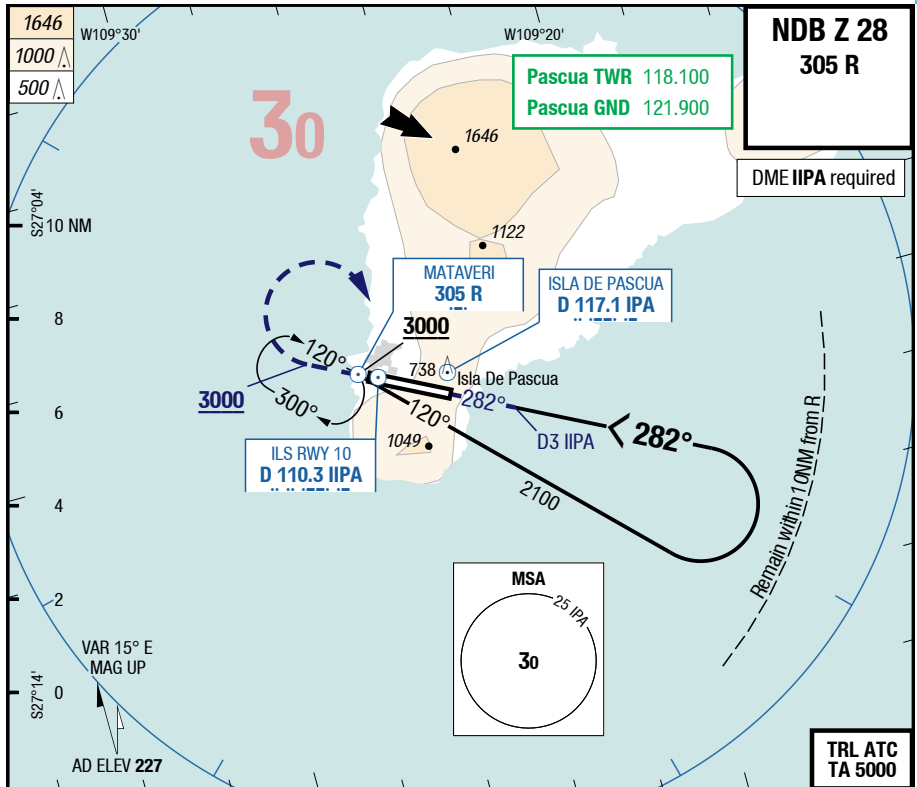 1646
1000
500
W109°30'
W109°20'
NDB Z 28
305 R
Pascua TWR 118.100
Pascua GND 121.900
30
1646
DME IIPA required
S27°04'
10 NM
1122
MATAVERI
305 R
ISLA DE PASCUA
D 117.1 IPA
8
3000
120°
738
Isla De Pascua
3000
300°
6
120°
282°
282°
D3 IIPA
1049
ILS RWY 10
D 110.3 IIPA
2100
4
Remain within 10NM from R
MSA
25 IPA
30
2
VAR 15° E
MAG UP
S27°14'
0
AD ELEV 227
TRL ATC
TA 5000